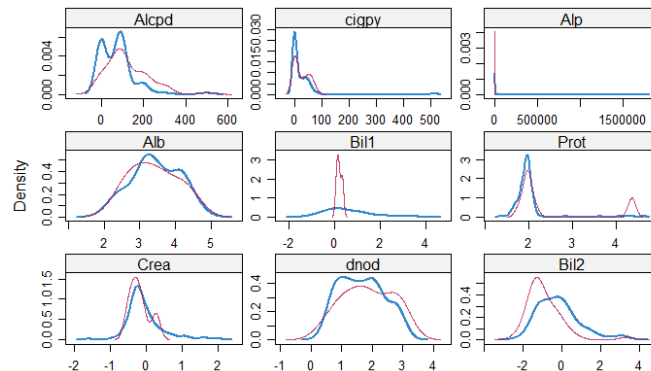 Alcpd cigpy Alp
0.000 0.004
0 200 400 600
0.000 0.015 0.030
0 100 200 300 400 500
0.000 0.003
0 500000 1500000
Alb Bil1 Prot
Density
0.0 0.2 0.4
2 3 4 5
0 1 2 3
-2 0 2 4
0 1 2 3
2 3 4
Crea dnod Bil2
0.0 0.5 1.0 1.5
-2 -1 0 1 2
0.0 0.2 0.4
-1 0 1 2 3 4
0.0 0.2 0.4
-2 0 2 4